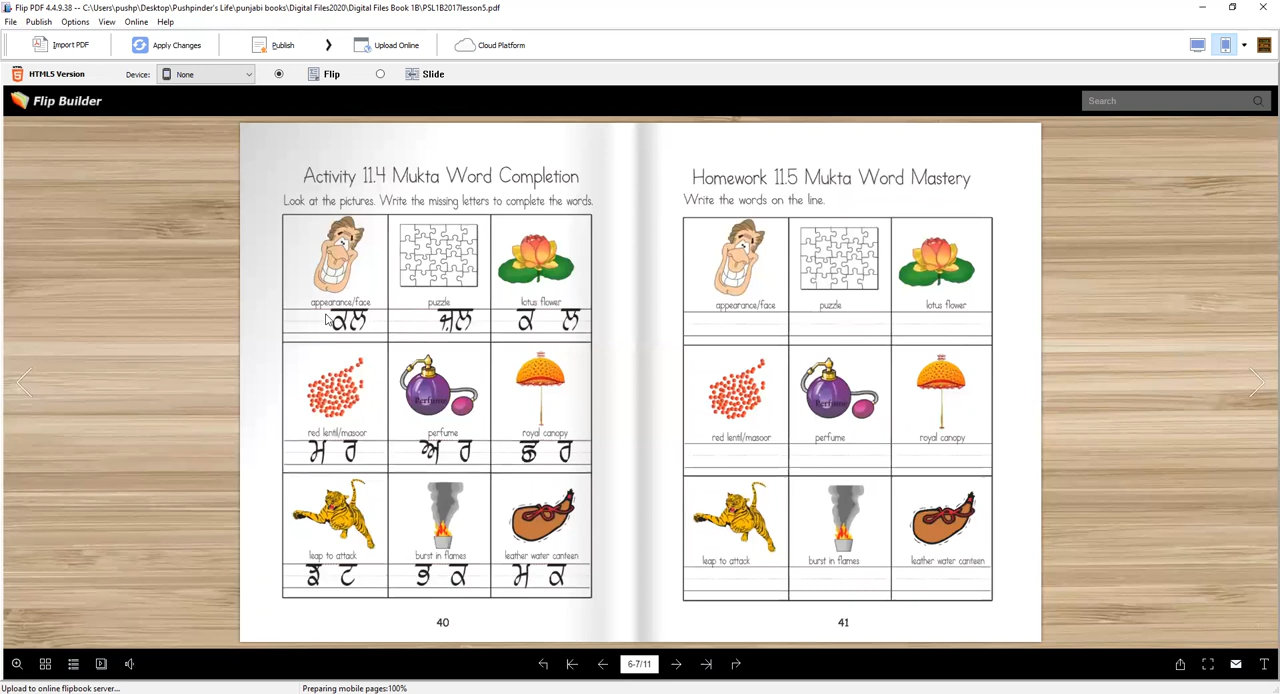 Flip PDF 4.4.9.38 -- C:\Users\pushp\Desktop\Pushpinder's Life\punjabi books\Digital Files2020\Digital Files Book 1B\PSL1B2017lesson5.pdf
File Publish Options View Online Help
Import PDF Apply Changes Publish Upload Online Cloud Platform
HTML5 Version Device: None Flip Slide
Flip Builder Search
Activity 11.4 Mukta Word Completion
Look at the pictures. Write the missing letters to complete the words.
appearance/face puzzle lotus flower
ਕਲ ਜ਼ਲ ਕ ਲ
Perfume
red lentil/masoor perfume royal canopy
ਮ ਰ ਅ ਰ ਛ ਰ
leap to attack burst in flames leather water canteen
ਝ ਟ ਭ ਕ ਮ ਕ
40
Homework 11.5 Mukta Word Mastery
Write the words on the line.
appearance/face puzzle lotus flower
Perfume
red lentil/masoor perfume royal canopy
leap to attack burst in flames leather water canteen
41
6-7/11
Upload to online flipbook server... Preparing mobile pages:100%